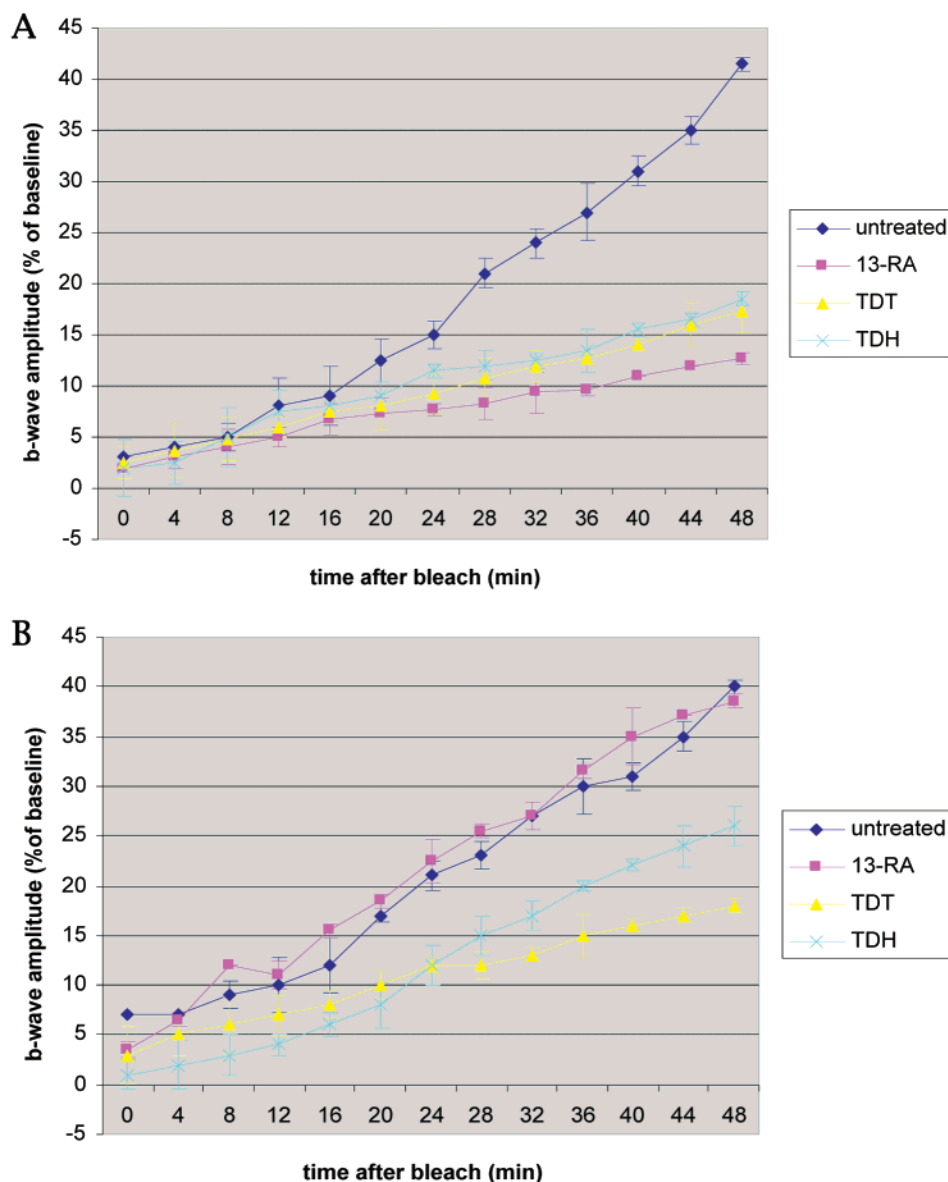 A
45
40
35
30
25
20
15
10
5
0
-5
b-wave amplitude (% of baseline)
0 4 8 12 16 20 24 28 32 36 40 44 48
time after bleach (min)
untreated
13-RA
TDT
TDH
B
45
40
35
30
25
20
15
10
5
0
-5
b-wave amplitude (%of baseline)
0 4 8 12 16 20 24 28 32 36 40 44 48
time after bleach (min)
untreated
13-RA
TDT
TDH